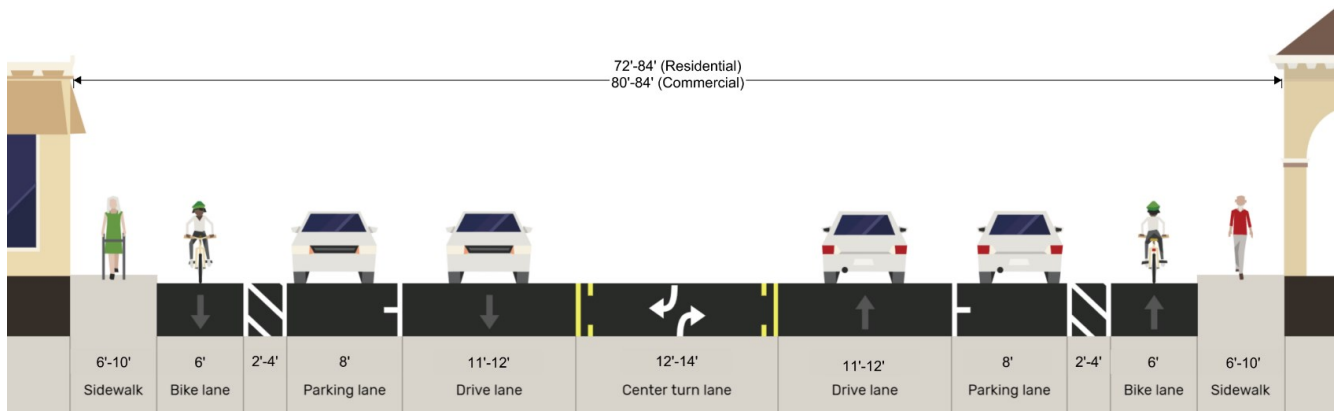 72'-84' (Residential)
80'-84' (Commercial)
6'-10' 6' 2'-4' 8' 11'-12' 12'-14' 11'-12' 8' 2'-4' 6' 6'-10'
Sidewalk Bike lane Parking lane Drive lane Center turn lane Drive lane Parking lane Bike lane Sidewalk